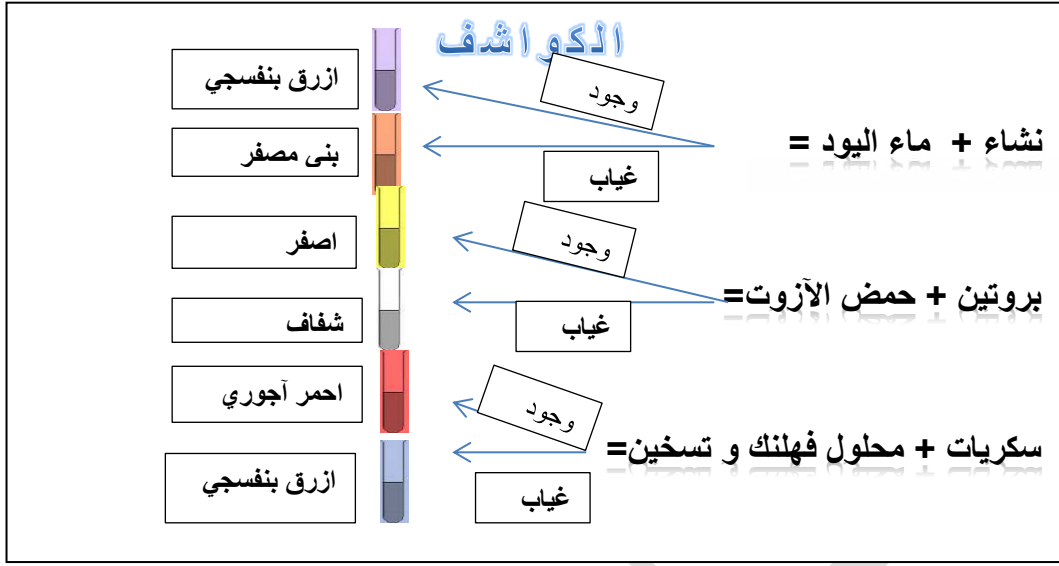 الكواشف
نشاء + ماء اليود =
وجود
ازرق بنفسجي
غياب
بنى مصفر
بروتين + حمض الآزوت=
وجود
اصفر
غياب
شفاف
سكريات + محلول فهلنك و تسخين=
وجود
احمر آجوري
غياب
ازرق بنفسجي